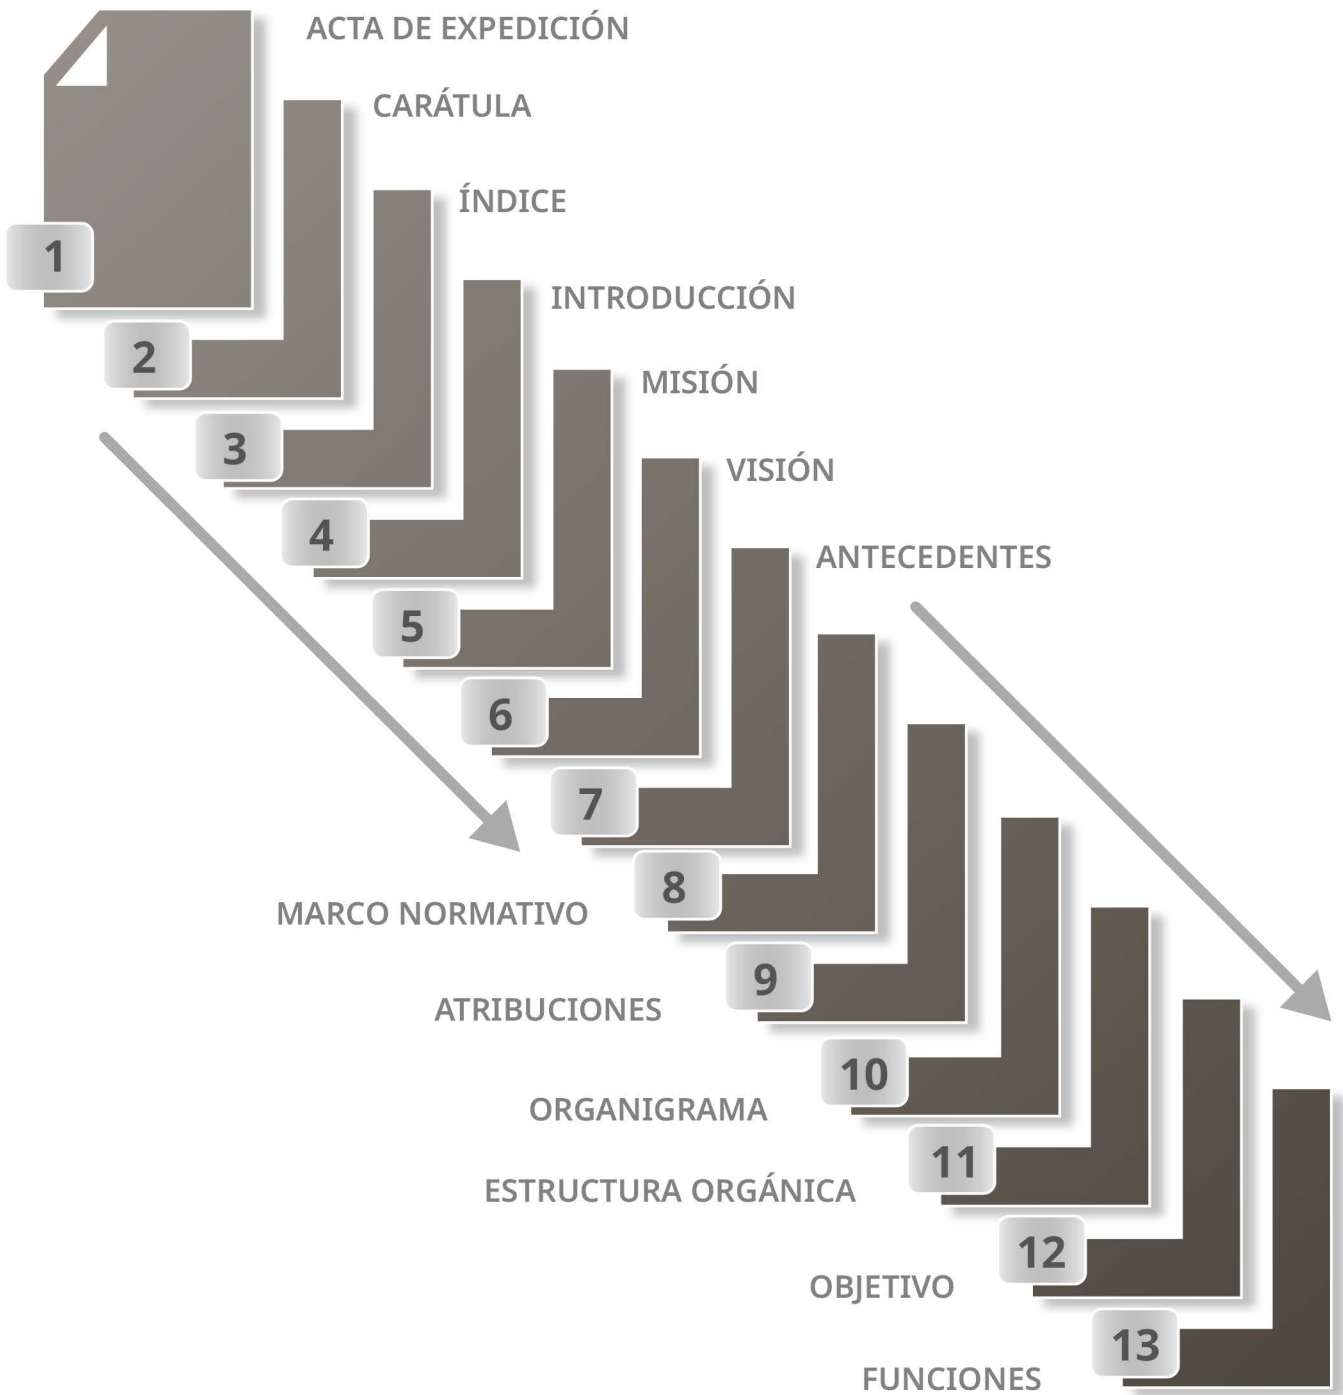 ACTA DE EXPEDICIÓN
CARÁTULA
ÍNDICE
1
INTRODUCCIÓN
2
MISIÓN
3
VISIÓN
4
ANTECEDENTES
5
6
7
8
MARCO NORMATIVO
9
ATRIBUCIONES
10
ORGANIGRAMA
11
ESTRUCTURA ORGÁNICA
12
OBJETIVO
13
FUNCIONES